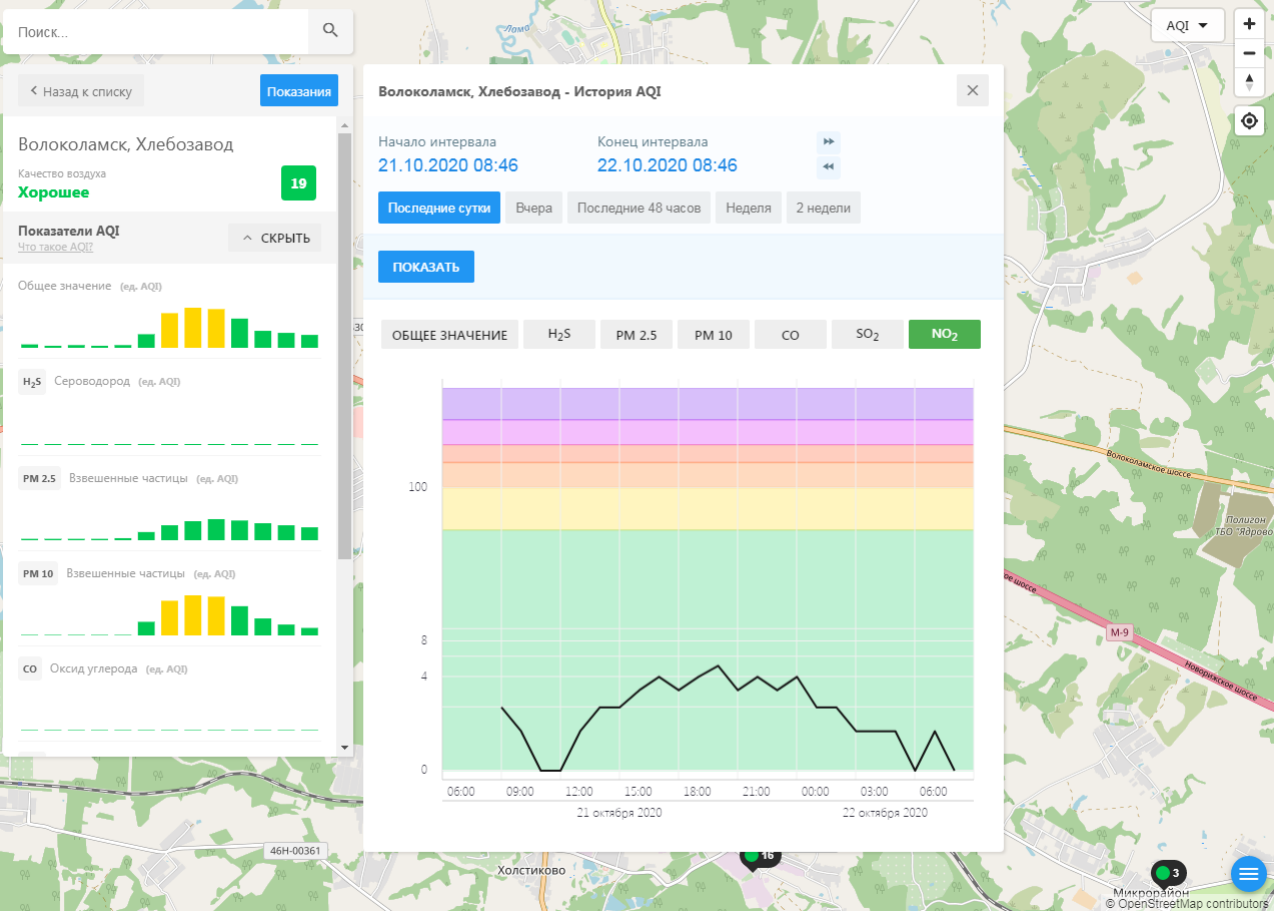 Ламо
Поиск...
AQI
Назад к списку
Показания
Волоколамск, Хлебозавод
Качество воздуха
Хорошее
19
Показатели AQI
Что такое AQI?
СКРЫТЬ
Общее значение (ед. AQI)
H₂S Сероводород (ед. AQI)
PM 2.5 Взвешенные частицы (ед. AQI)
PM 10 Взвешенные частицы (ед. AQI)
CO Оксид углерода (ед. AQI)
Волоколамск, Хлебозавод - История AQI
Начало интервала
21.10.2020 08:46
Конец интервала
22.10.2020 08:46
Последние сутки
Вчера
Последние 48 часов
Неделя
2 недели
ПОКАЗАТЬ
ОБЩЕЕ ЗНАЧЕНИЕ
H₂S
PM 2.5
PM 10
CO
SO₂
NO₂
100
8
4
0
06:00 09:00 12:00 15:00 18:00 21:00 00:00 03:00 06:00
21 октября 2020 22 октября 2020
Волоколамское шоссе
Полигон
ТБО "Ядрово
ое шоссе
М-9
Новорижское шоссе
46Н-00361
Холстиково
16
3
Микрорайон
© OpenStreetMap contributors